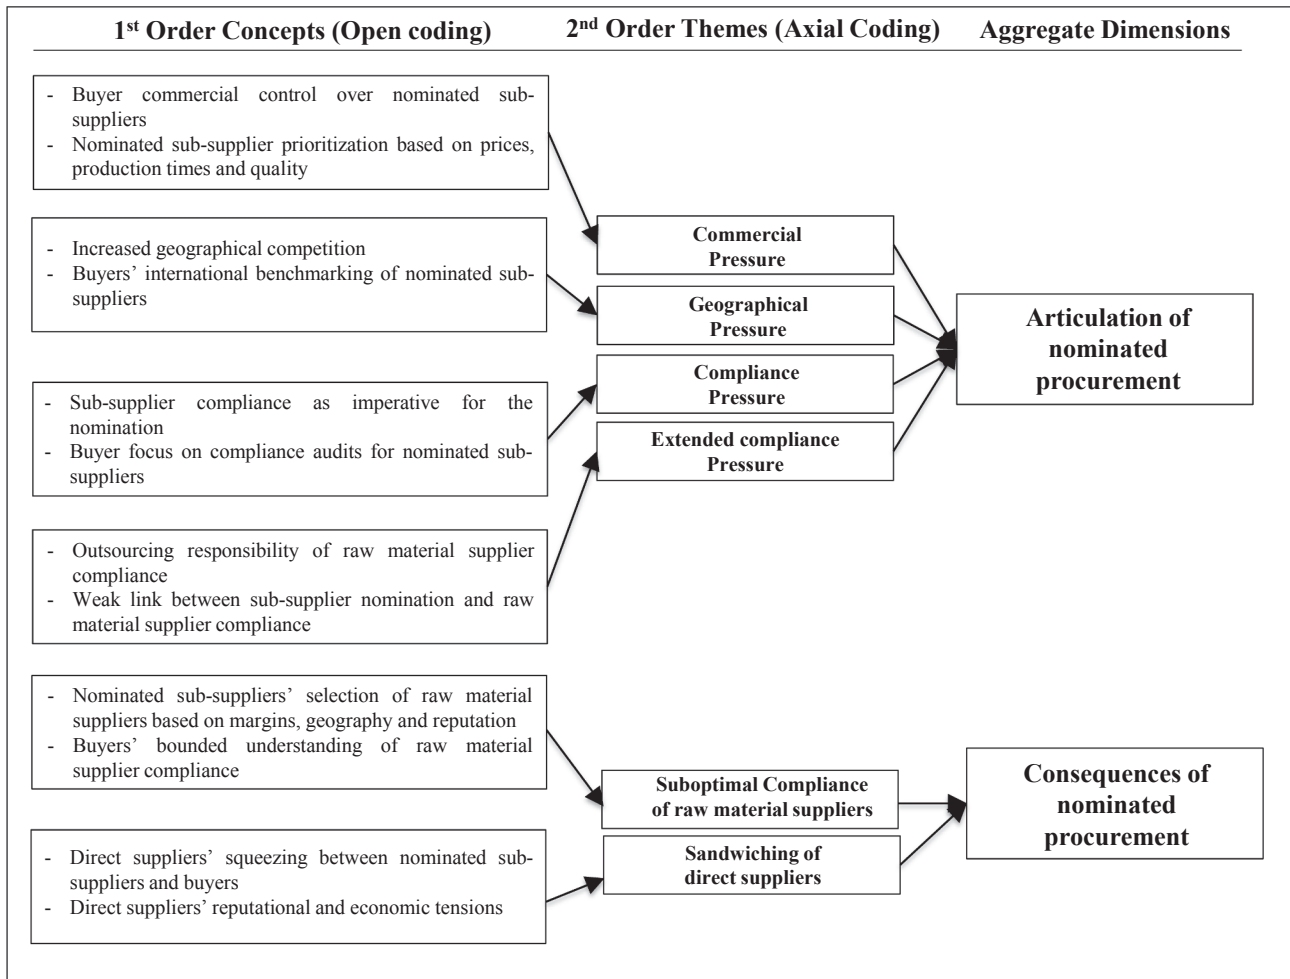 1st Order Concepts (Open coding)
2nd Order Themes (Axial Coding)
Aggregate Dimensions
- Buyer commercial control over nominated sub-
suppliers
- Nominated sub-supplier prioritization based on prices,
production times and quality
- Increased geographical competition
- Buyers’ international benchmarking of nominated sub-
suppliers
- Sub-supplier compliance as imperative for the
nomination
- Buyer focus on compliance audits for nominated sub-
suppliers
- Outsourcing responsibility of raw material supplier
compliance
- Weak link between sub-supplier nomination and raw
material supplier compliance
- Nominated sub-suppliers’ selection of raw material
suppliers based on margins, geography and reputation
- Buyers’ bounded understanding of raw material
supplier compliance
- Direct suppliers’ squeezing between nominated sub-
suppliers and buyers
- Direct suppliers’ reputational and economic tensions
Commercial
Pressure
Geographical
Pressure
Compliance
Pressure
Extended compliance
Pressure
Suboptimal Compliance
of raw material suppliers
Sandwiching of
direct suppliers
Articulation of
nominated
procurement
Consequences of
nominated
procurement